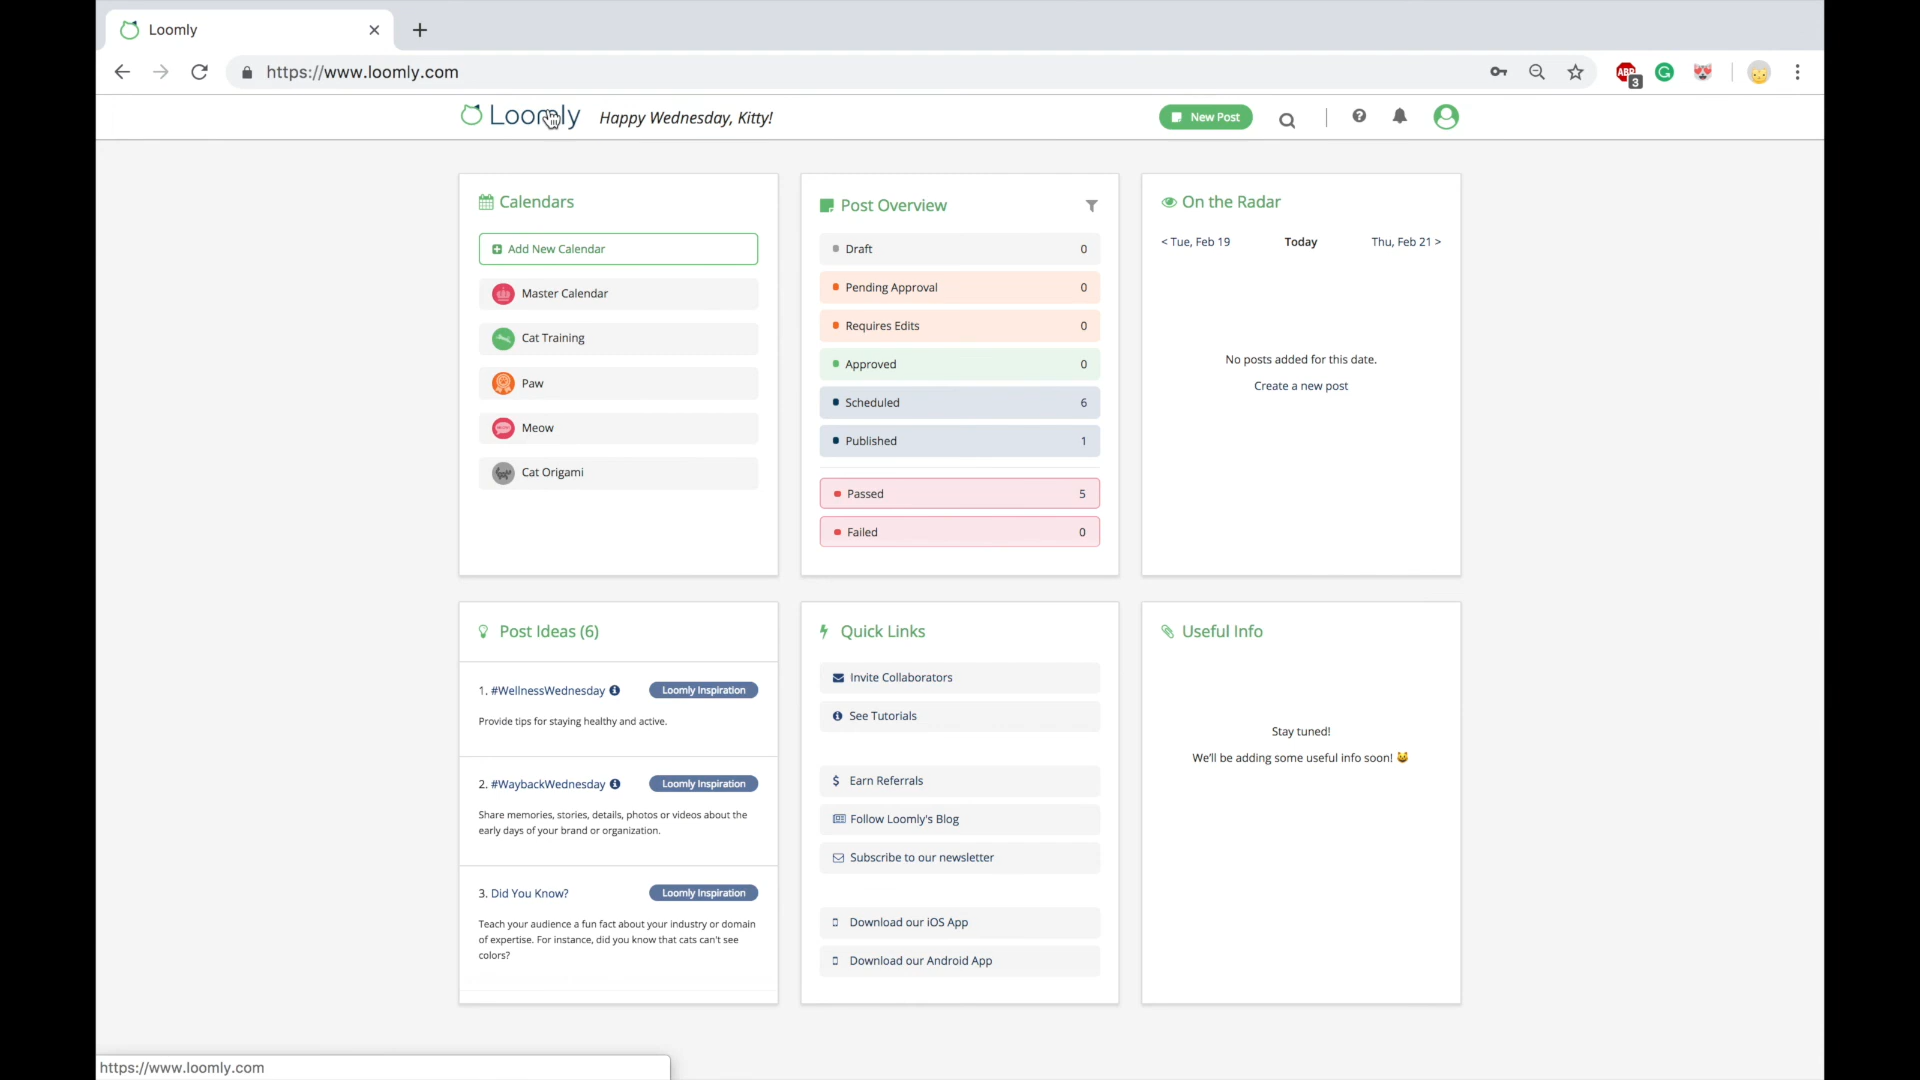 Loomly
https://www.loomly.com
ABP
3
Loomly
Happy Wednesday, Kitty!
New Post
Calendars
Add New Calendar
Master Calendar
Cat Training
Paw
Meow
Cat Origami
Post Overview
Draft 0
Pending Approval 0
Requires Edits 0
Approved 0
Scheduled 6
Published 1
Passed 5
Failed 0
On the Radar
< Tue, Feb 19 Today Thu, Feb 21 >
No posts added for this date.
Create a new post
Post Ideas (6)
1. #WellnessWednesday Loomly Inspiration
Provide tips for staying healthy and active.
2. #WaybackWednesday Loomly Inspiration
Share memories, stories, details, photos or videos about the
early days of your brand or organization.
3. Did You Know? Loomly Inspiration
Teach your audience a fun fact about your industry or domain
of expertise. For instance, did you know that cats can't see
colors?
Quick Links
Invite Collaborators
See Tutorials
$ Earn Referrals
Follow Loomly's Blog
Subscribe to our newsletter
Download our iOS App
Download our Android App
Useful Info
Stay tuned!
We'll be adding some useful info soon! 😺
https://www.loomly.com